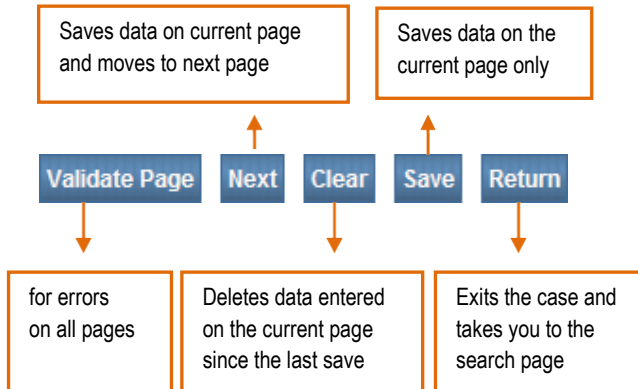 Saves data on current page
and moves to next page
Saves data on the
current page only
Validate Page
Next
Clear
Save
Return
for errors
on all pages
Deletes data entered
on the current page
since the last save
Exits the case and
takes you to the
search page